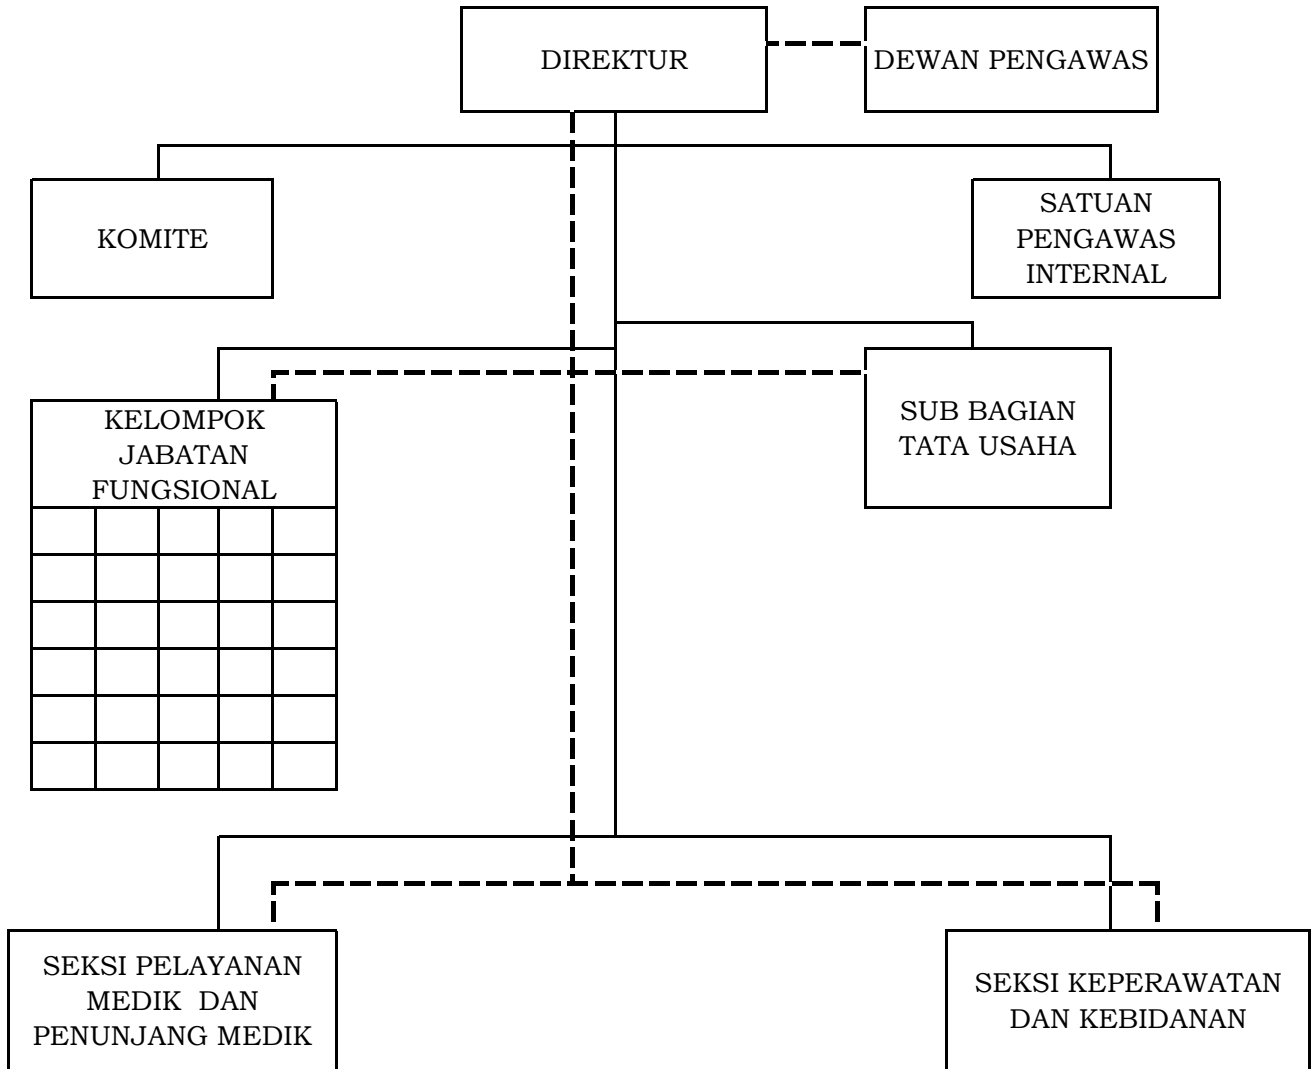 DIREKTUR
DEWAN PENGAWAS
KOMITE
SATUAN
PENGAWAS
INTERNAL
KELOMPOK
JABATAN
FUNGSIONAL
SUB BAGIAN
TATA USAHA
SEKSI PELAYANAN
MEDIK DAN
PENUNJANG MEDIK
SEKSI KEPERAWATAN
DAN KEBIDANAN